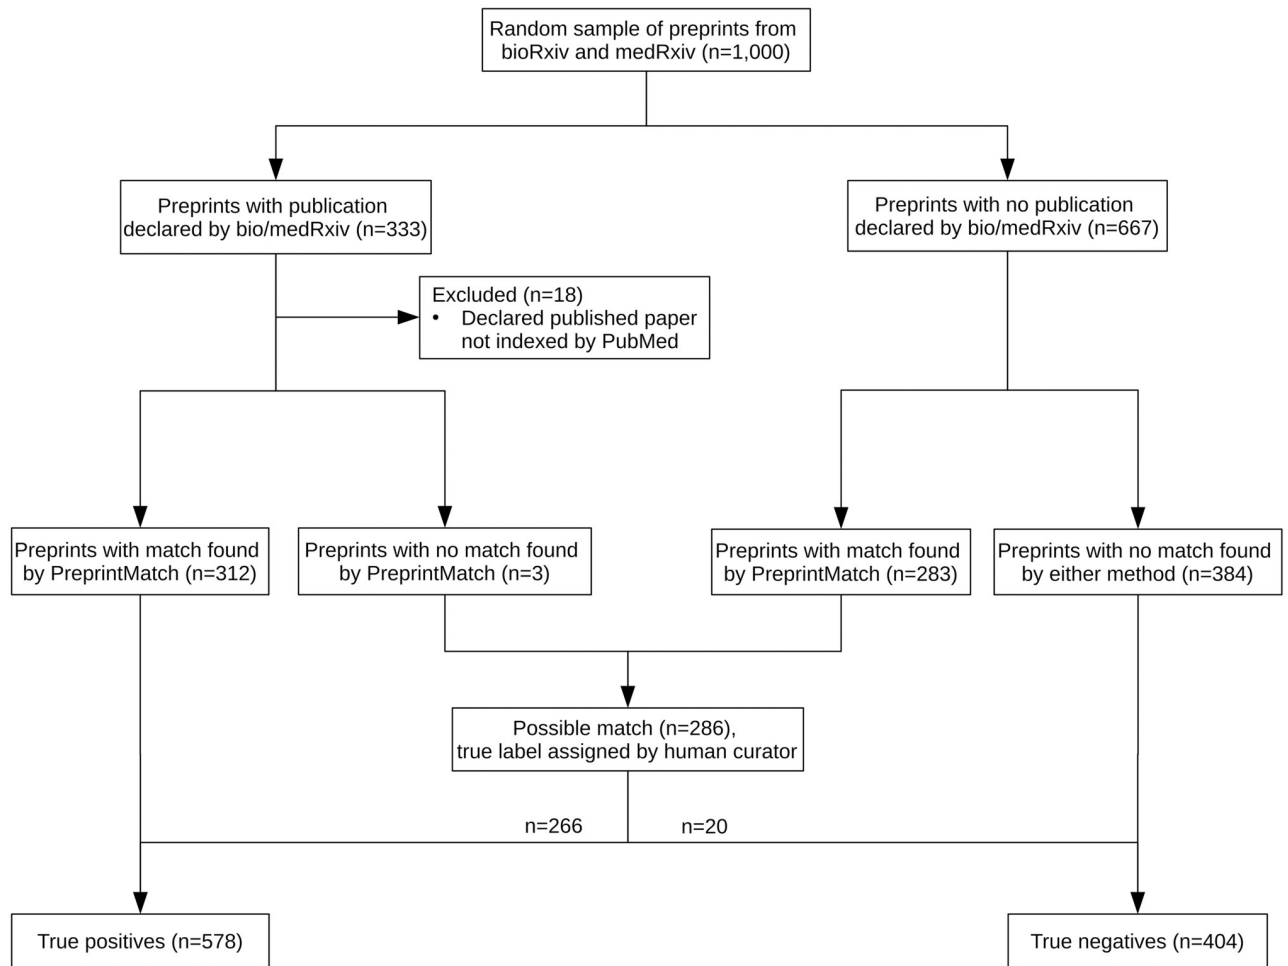 Random sample of preprints from
bioRxiv and medRxiv (n=1,000)
Preprints with publication
declared by bio/medRxiv (n=333)
Preprints with no publication
declared by bio/medRxiv (n=667)
Excluded (n=18)
• Declared published paper
not indexed by PubMed
Preprints with match found
by PreprintMatch (n=312)
Preprints with no match found
by PreprintMatch (n=3)
Preprints with match found
by PreprintMatch (n=283)
Preprints with no match found
by either method (n=384)
Possible match (n=286),
true label assigned by human curator
n=266
n=20
True positives (n=578)
True negatives (n=404)